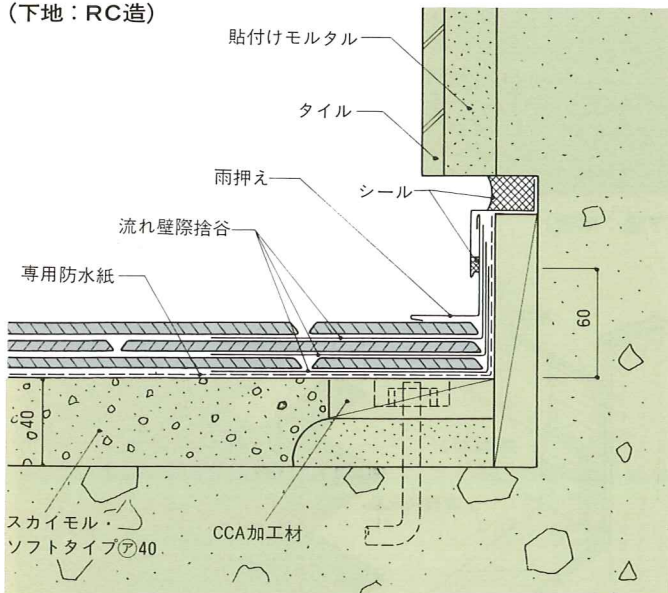 (下地：RC造)
貼付けモルタル
タイル
雨押え
シール
流れ壁際捨谷
専用防水紙
60
40
スカイモル・
ソフトタイプ㋐40
CCA加工材